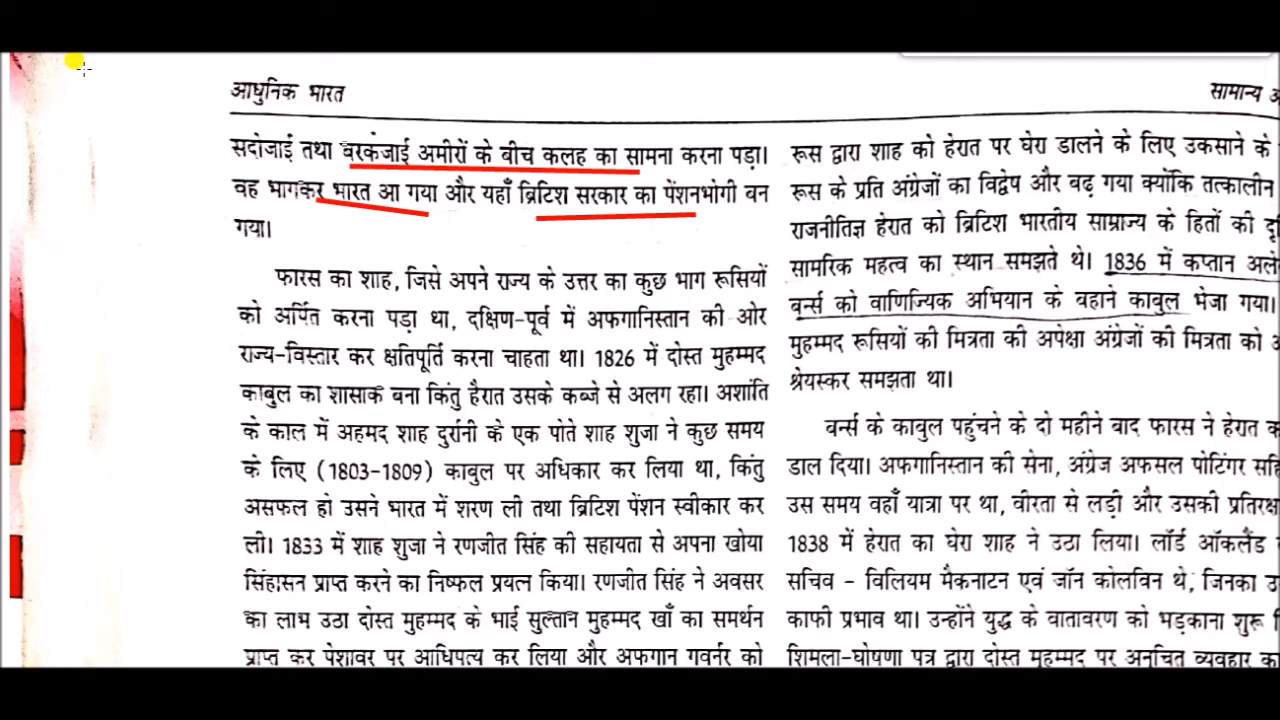 आधुनिक भारत
सामान्य
सदोजाई तथा बरकंजाई अमीरों के बीच कलह का सामना करना पड़ा।
वह भागकर भारत आ गया और यहाँ ब्रिटिश सरकार का पेंशनभोगी बन
गया।
फारस का शाह, जिसे अपने राज्य के उत्तर का कुछ भाग रूसियों
को अर्पित करना पड़ा था, दक्षिण-पूर्व में अफगानिस्तान की ओर
राज्य-विस्तार कर क्षतिपूर्ति करना चाहता था। 1826 में दोस्त मुहम्मद
काबुल का शासाक बना किंतु हैरात उसके कब्जे से अलग रहा। अशांति
के काल में अहमद शाह दुर्रानी के एक पोते शाह शुजा ने कुछ समय
के लिए (1803-1809) काबुल पर अधिकार कर लिया था, किंतु
असफल हो उसने भारत में शरण ली तथा ब्रिटिश पेंशन स्वीकार कर
ली। 1833 में शाह शुजा ने रणजीत सिंह की सहायता से अपना खोया
सिंहासन प्राप्त करने का निष्फल प्रयत्न किया। रणजीत सिंह ने अवसर
का लाभ उठा दोस्त मुहम्मद के भाई सुल्तान मुहम्मद खाँ का समर्थन
प्राप्त कर पेशावर पर आधिपत्य कर लिया और अफगान गवर्नर को
रूस द्वारा शाह को हेरात पर घेरा डालने के लिए उकसाने के
रूस के प्रति अंग्रेजों का विद्वेष और बढ़ गया क्योंकि तत्कालीन
राजनीतिज्ञ हेरात को ब्रिटिश भारतीय साम्राज्य के हितों की
सामरिक महत्व का स्थान समझते थे। 1836 में कप्तान
बर्न्स को वाणिज्यिक अभियान के बहाने काबुल भेजा गया।
मुहम्मद रूसियों की मित्रता की अपेक्षा अंग्रेजों की मित्रता को
श्रेयस्कर समझता था।
बर्न्स के काबुल पहुंचने के दो महीने बाद फारस ने हेरात
डाल दिया। अफगानिस्तान की सेना, अंग्रेज अफसल पोटिंगर
उस समय वहाँ यात्रा पर था, वीरता से लड़ी और उसकी
1838 में हेरात का घेरा शाह ने उठा लिया। लॉर्ड ऑकलैंड
सचिव - विलियम मैकनाटन एवं जॉन कोलविन थे, जिनका
काफी प्रभाव था। उन्होंने युद्ध के वातावरण को भड़काना शुरू
शिमला-घोषणा पत्र द्वारा दोस्त मुहम्मद पर अनुचित व्यवहार